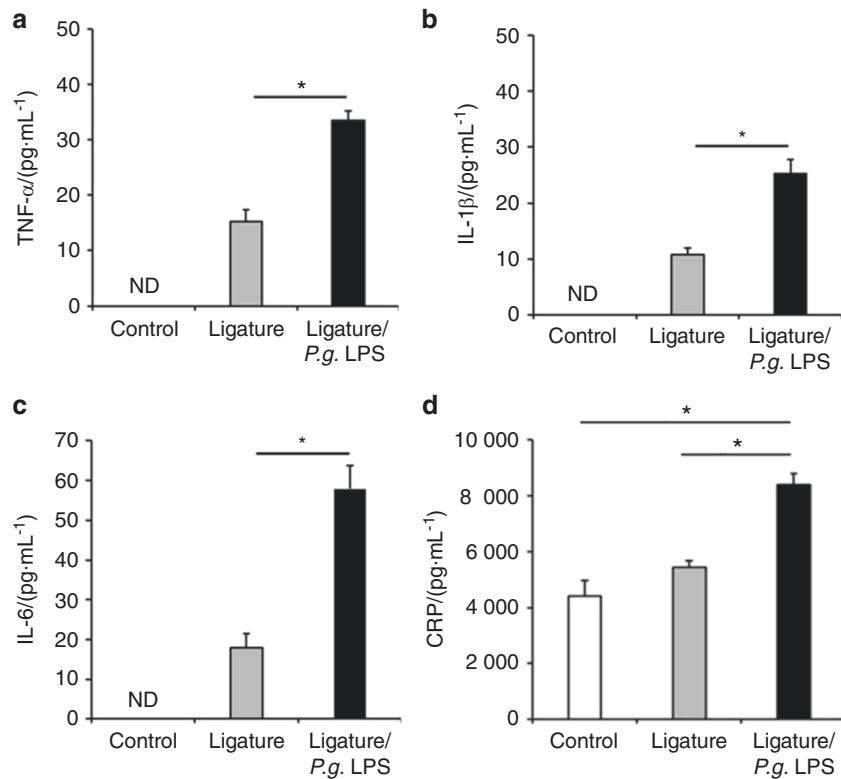 a
50
40
30
20
10
0
TNF-α/(pg·mL⁻¹)
*
ND
Control
Ligature
Ligature/
P.g. LPS
b
50
40
30
20
10
0
IL-1β/(pg·mL⁻¹)
*
ND
Control
Ligature
Ligature/
P.g. LPS
c
70
60
50
40
30
20
10
0
IL-6/(pg·mL⁻¹)
*
ND
Control
Ligature
Ligature/
P.g. LPS
d
10 000
8 000
6 000
4 000
2 000
0
CRP/(pg·mL⁻¹)
*
*
Control
Ligature
Ligature/
P.g. LPS